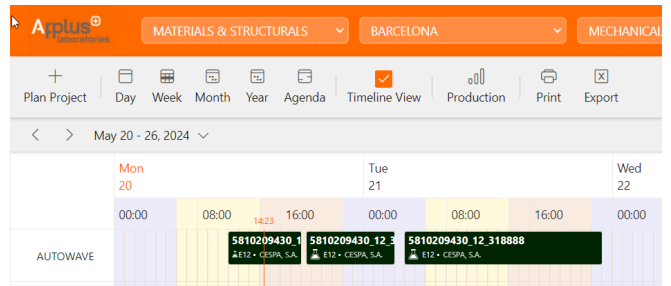 Applus⊕
laboratories
MATERIALS & STRUCTURALS
BARCELONA
MECHANICAL
Plan Project
Day
Week
Month
Year
Agenda
Timeline View
Production
Print
Export
May 20 - 26, 2024
Mon
20
Tue
21
Wed
22
00:00
08:00
14:23
16:00
00:00
08:00
16:00
00:00
AUTOWAVE
5810209430_1
E12 • CESPA, S.A.
5810209430_12_3
E12 • CESPA, S.A.
5810209430_12_318888
E12 • CESPA, S.A.